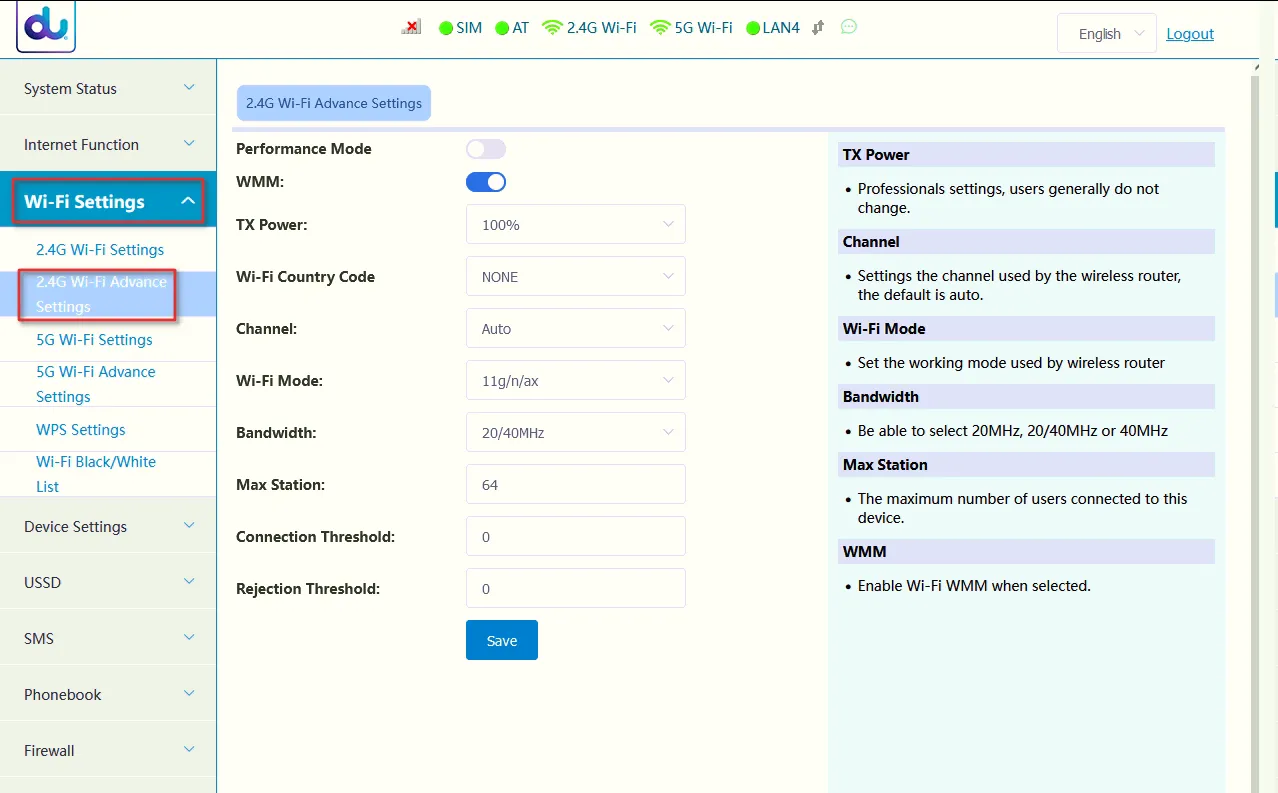 du
SIM AT 2.4G Wi-Fi 5G Wi-Fi LAN4 English Logout
System Status
Internet Function
Wi-Fi Settings
2.4G Wi-Fi Settings
2.4G Wi-Fi Advance
Settings
5G Wi-Fi Settings
5G Wi-Fi Advance
Settings
WPS Settings
Wi-Fi Black/White
List
Device Settings
USSD
SMS
Phonebook
Firewall
2.4G Wi-Fi Advance Settings
Performance Mode
WMM:
TX Power: 100%
Wi-Fi Country Code NONE
Channel: Auto
Wi-Fi Mode: 11g/n/ax
Bandwidth: 20/40MHz
Max Station: 64
Connection Threshold: 0
Rejection Threshold: 0
Save
TX Power
• Professionals settings, users generally do not
change.
Channel
• Settings the channel used by the wireless router,
the default is auto.
Wi-Fi Mode
• Set the working mode used by wireless router
Bandwidth
• Be able to select 20MHz, 20/40MHz or 40MHz
Max Station
• The maximum number of users connected to this
device.
WMM
• Enable Wi-Fi WMM when selected.